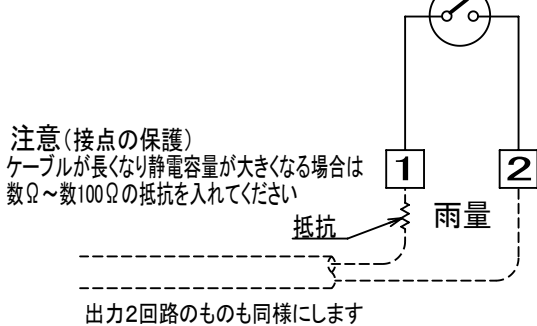 注意(接点の保護)
ケーブルが長くなり静電容量が大きくなる場合は
数Ω～数100Ωの抵抗を入れてください
1
2
抵抗
雨量
出力2回路のものも同様にします